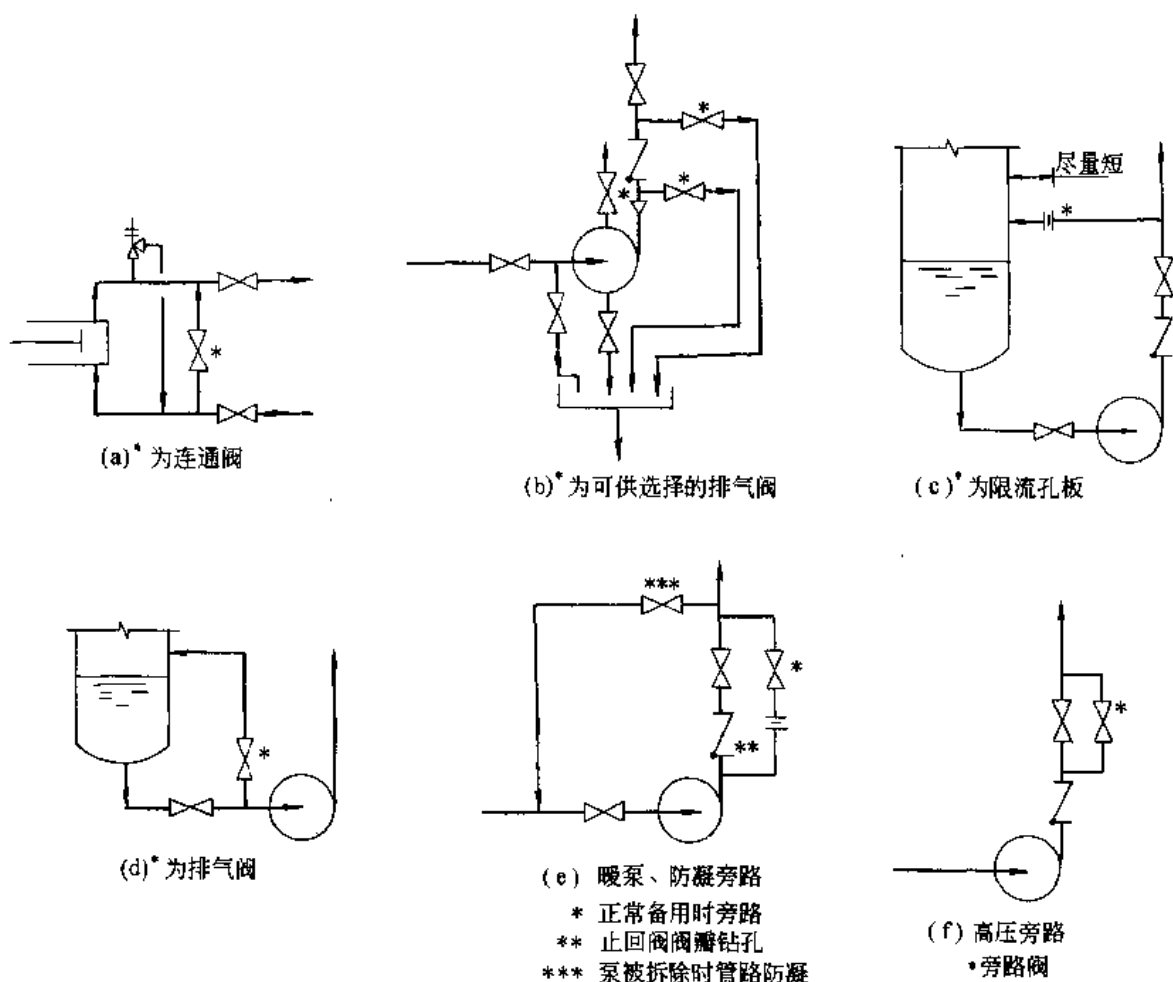 *
(a)* 为连通阀
*
*
*
(b)* 为可供选择的排气阀
尽量短
*
(c)* 为限流孔板
*
(d)* 为排气阀
***
*
**
(e) 暖泵、防凝旁路
* 正常备用时旁路
** 止回阀阀瓣钻孔
*** 泵被拆除时管路防凝
*
(f) 高压旁路
*旁路阀